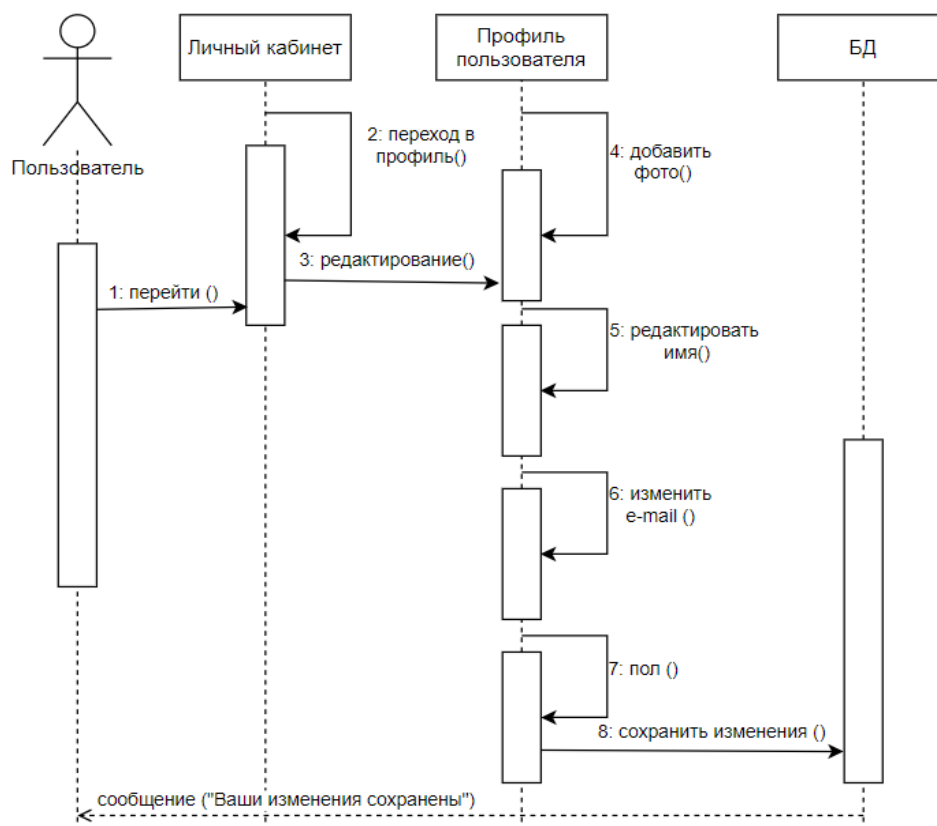 Личный кабинет
Профиль
пользователя
БД
Пользователь
2: переход в
профиль()
4: добавить
фото()
3: редактирование()
1: перейти ()
5: редактировать
имя()
6: изменить
e-mail ()
7: пол ()
8: сохранить изменения ()
сообщение ("Ваши изменения сохранены")